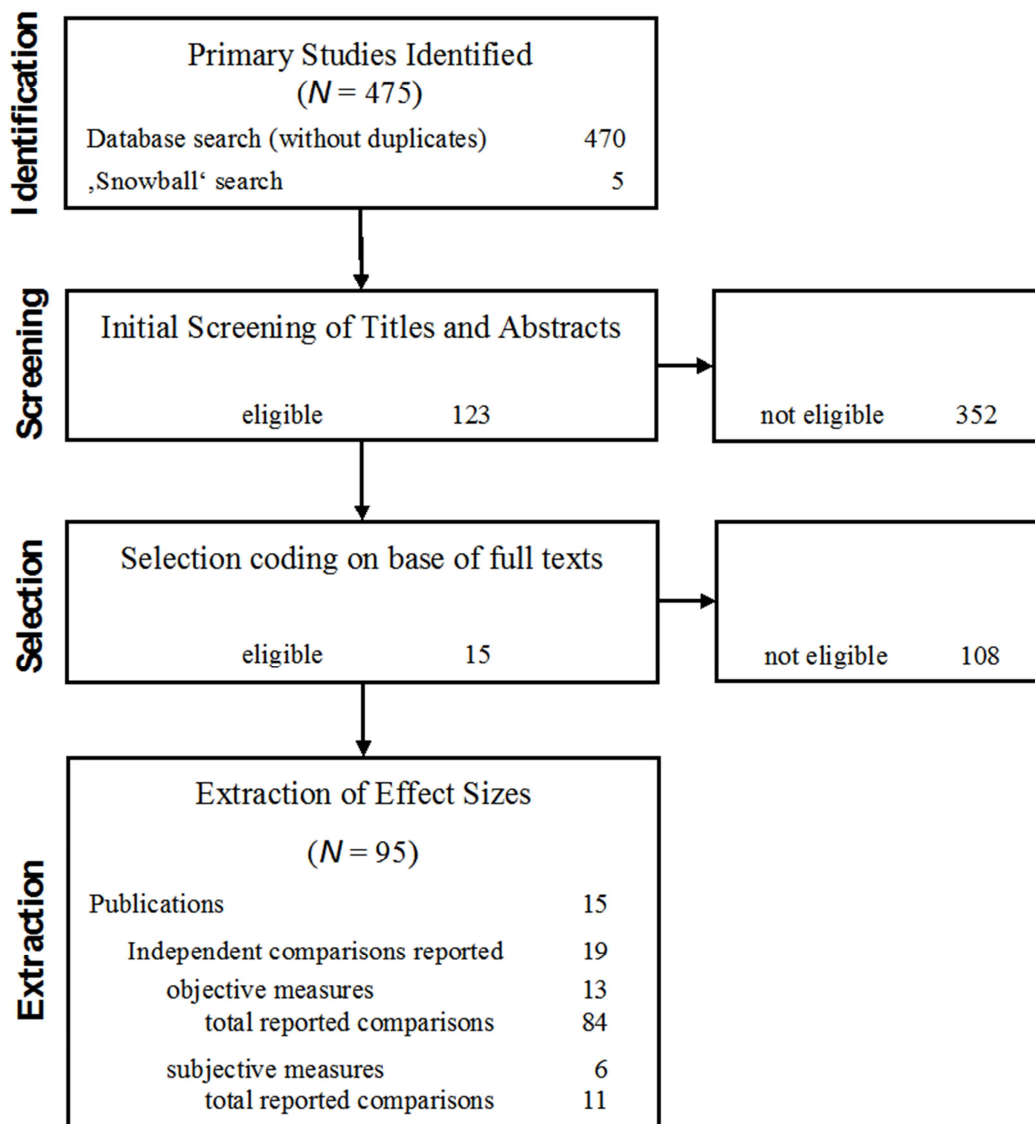 Identification
Primary Studies Identified
(N = 475)
Database search (without duplicates) 470
‚Snowball‘ search 5
Screening
Initial Screening of Titles and Abstracts
eligible 123
not eligible 352
Selection
Selection coding on base of full texts
eligible 15
not eligible 108
Extraction
Extraction of Effect Sizes
(N = 95)
Publications 15
Independent comparisons reported 19
objective measures 13
total reported comparisons 84
subjective measures 6
total reported comparisons 11